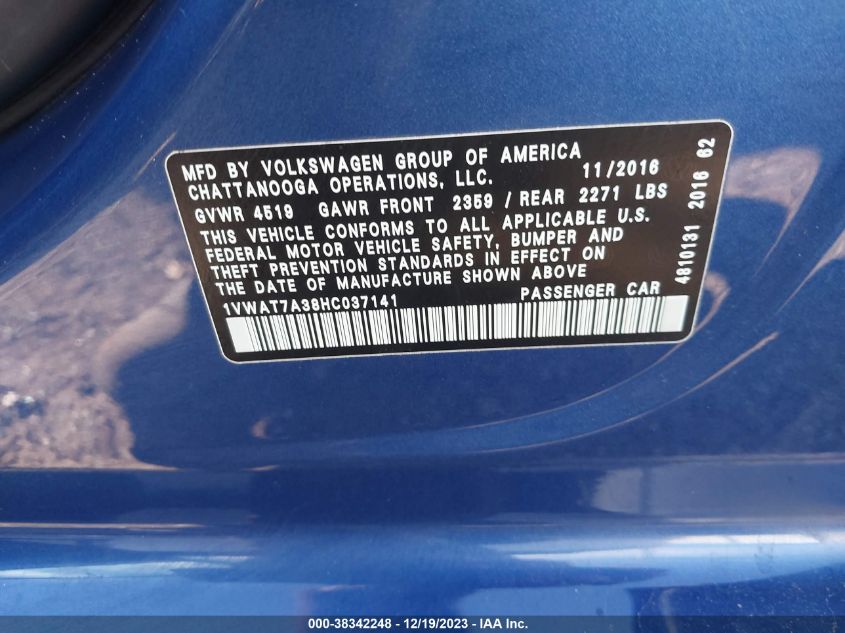 MFD BY VOLKSWAGEN GROUP OF AMERICA
CHATTANOOGA OPERATIONS, LLC. 11/2016
GVWR 4519 GAWR FRONT 2359 / REAR 2271 LBS
THIS VEHICLE CONFORMS TO ALL APPLICABLE U.S.
FEDERAL MOTOR VEHICLE SAFETY, BUMPER AND
THEFT PREVENTION STANDARDS IN EFFECT ON
THE DATE OF MANUFACTURE SHOWN ABOVE
1VWAT7A38HC037141 PASSENGER CAR
4810131 2016 62
000-38342248 - 12/19/2023 - IAA Inc.